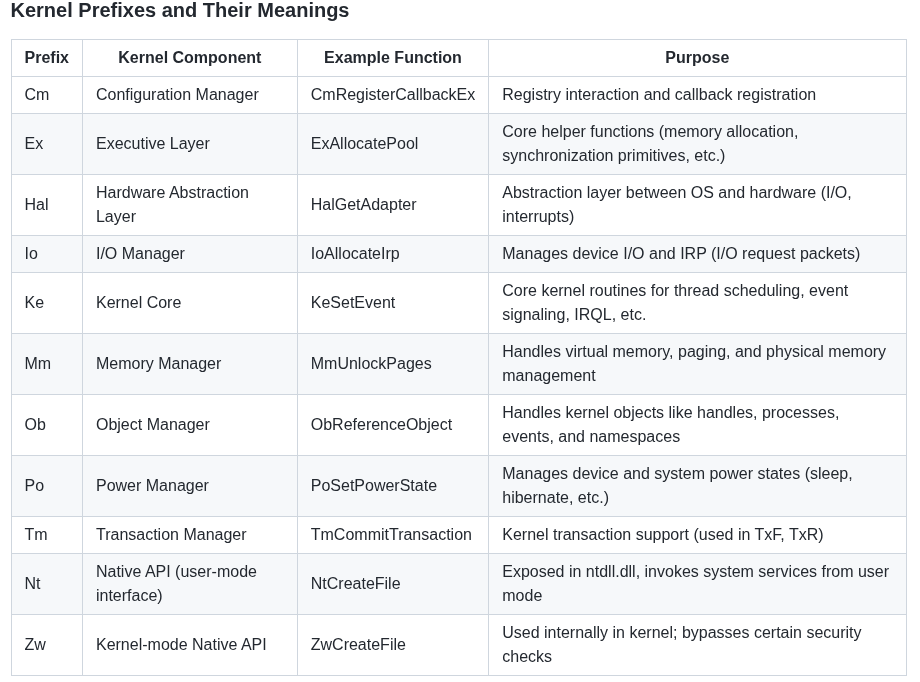 Kernel Prefixes and Their Meanings
Prefix Kernel Component Example Function Purpose
Cm Configuration Manager CmRegisterCallbackEx Registry interaction and callback registration
Ex Executive Layer ExAllocatePool Core helper functions (memory allocation,
synchronization primitives, etc.)
Hal Hardware Abstraction
Layer HalGetAdapter Abstraction layer between OS and hardware (I/O,
interrupts)
Io I/O Manager IoAllocateIrp Manages device I/O and IRP (I/O request packets)
Ke Kernel Core KeSetEvent Core kernel routines for thread scheduling, event
signaling, IRQL, etc.
Mm Memory Manager MmUnlockPages Handles virtual memory, paging, and physical memory
management
Ob Object Manager ObReferenceObject Handles kernel objects like handles, processes,
events, and namespaces
Po Power Manager PoSetPowerState Manages device and system power states (sleep,
hibernate, etc.)
Tm Transaction Manager TmCommitTransaction Kernel transaction support (used in TxF, TxR)
Nt Native API (user-mode
interface) NtCreateFile Exposed in ntdll.dll, invokes system services from user
mode
Zw Kernel-mode Native API ZwCreateFile Used internally in kernel; bypasses certain security
checks